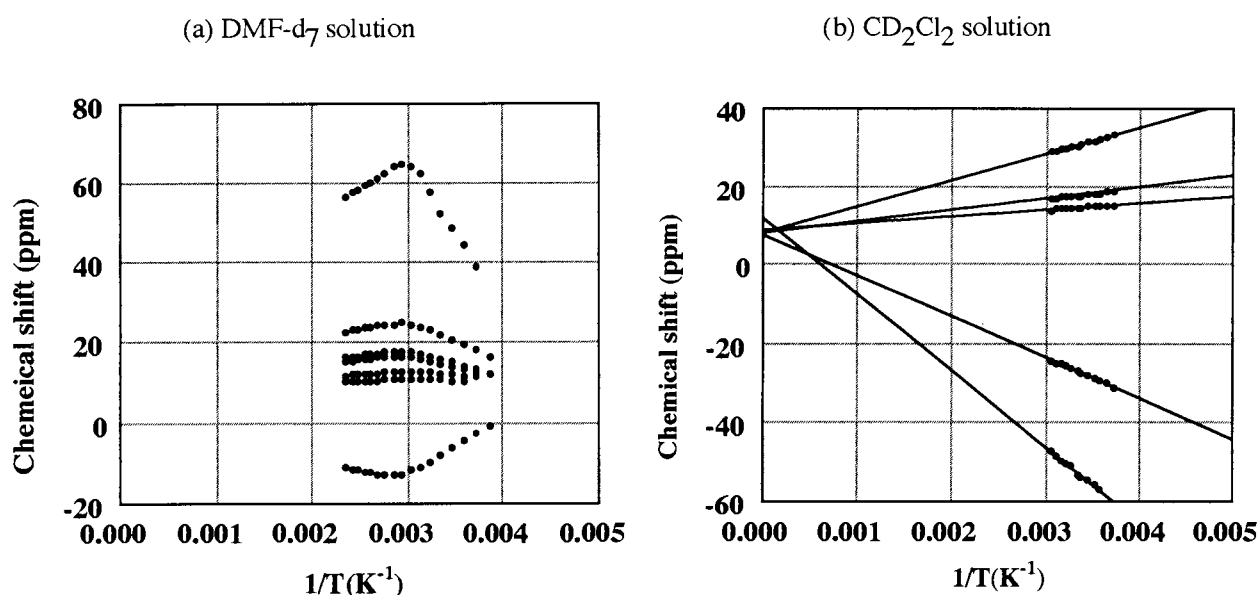 (a) DMF-d7 solution
(b) CD2Cl2 solution
Chemeical shift (ppm)
80
60
40
20
0
-20
0.000 0.001 0.002 0.003 0.004 0.005
1/T(K-1)
Chemical shift (ppm)
40
20
0
-20
-40
-60
0.000 0.001 0.002 0.003 0.004 0.005
1/T(K-1)